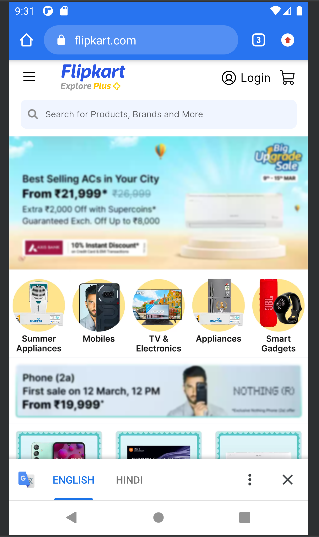 9:31
flipkart.com
3
Flipkart
Explore Plus
Login
Search for Products, Brands and More
Big
Upgrade
Sale
Best Selling ACs in Your City
From ₹21,999* ₹26,999
Extra ₹2,000 Off with Supercoins*
Guaranteed Exch. Off Up to ₹8,000
AXIS BANK
10% Instant Discount*
Summer
Appliances
Mobiles
TV &
Electronics
Appliances
Smart
Gadgets
JBL
Phone (2a)
First sale on 12 March, 12 PM
From ₹19,999*
NOTHING (R)
ENGLISH
HINDI